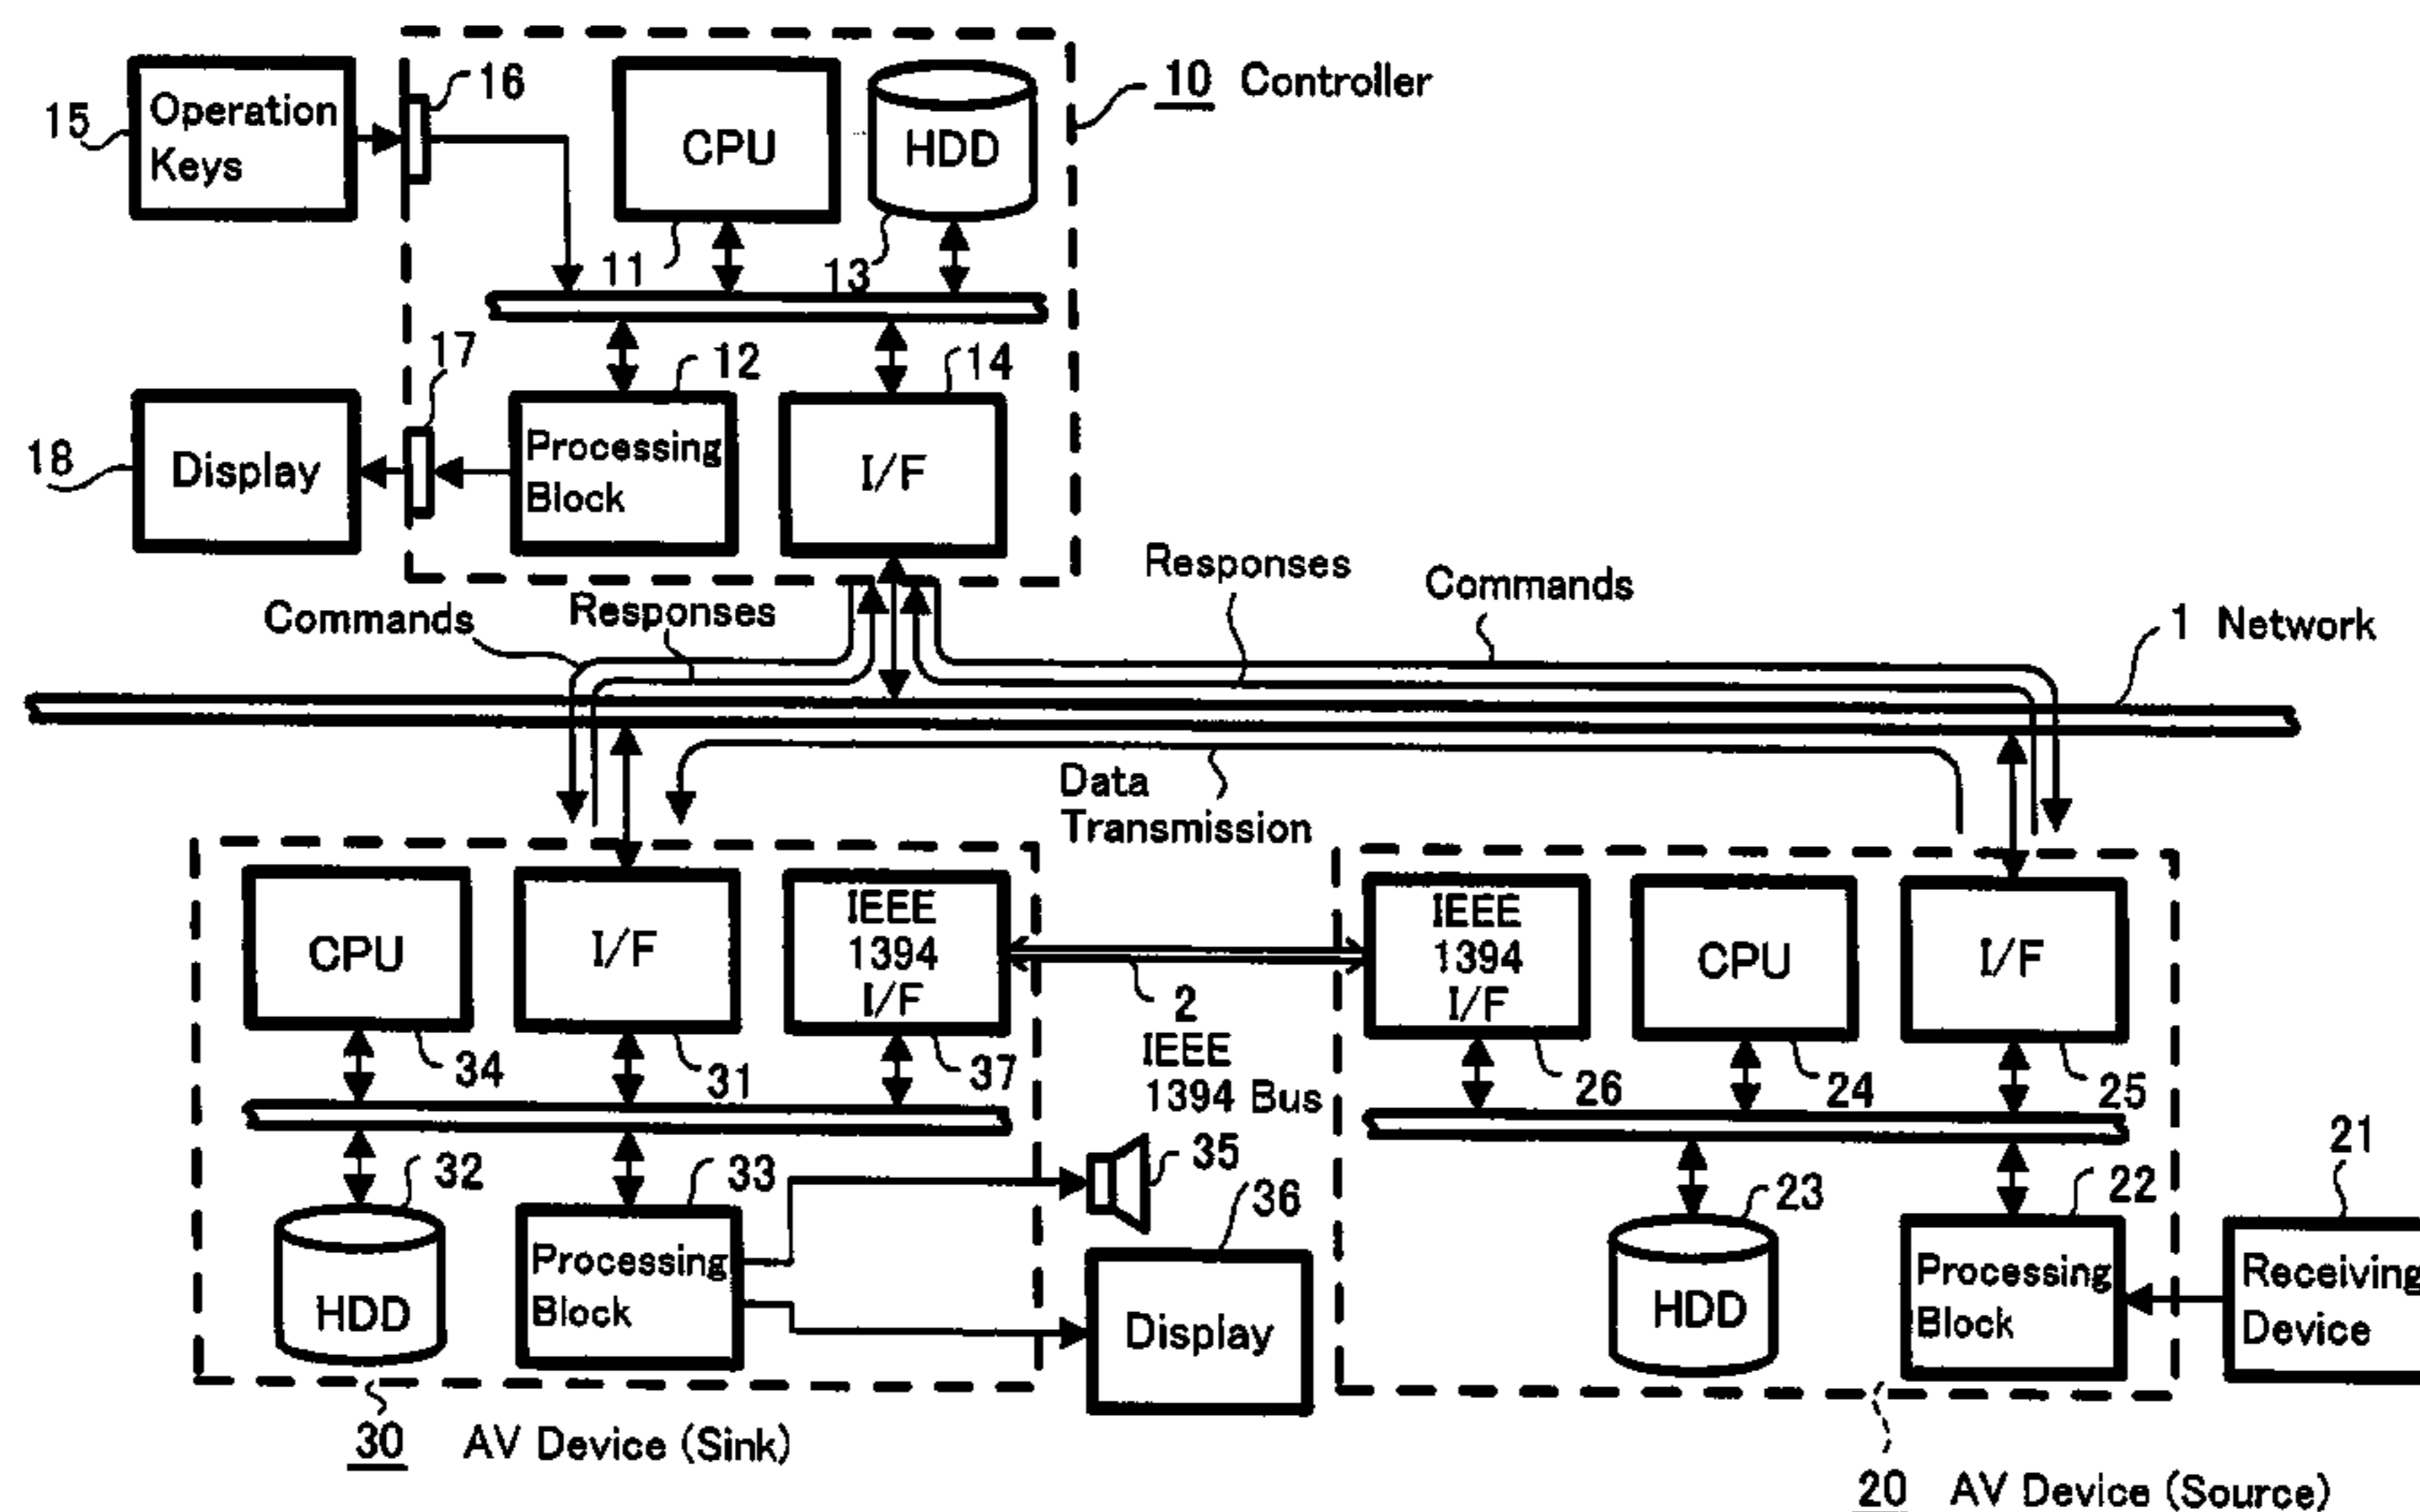 16
10 Controller
15
Operation
Keys
CPU
HDD
11
13
17
12
14
18
Display
Processing
Block
I/F
Responses
Commands
Commands
Responses
1 Network
Data
Transmission
CPU
I/F
IEEE
1394
I/F
IEEE
1394
I/F
CPU
I/F
34
31
37
2
IEEE
1394 Bus
26
24
25
32
33
35
36
23
22
21
HDD
Processing
Block
Display
HDD
Processing
Block
Receiving
Device
30 AV Device (Sink)
20 AV Device (Source)